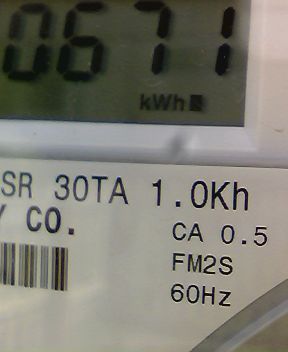 0671
kWh
SR 30TA 1.0Kh
Y CO.
CA 0.5
FM2S
60Hz